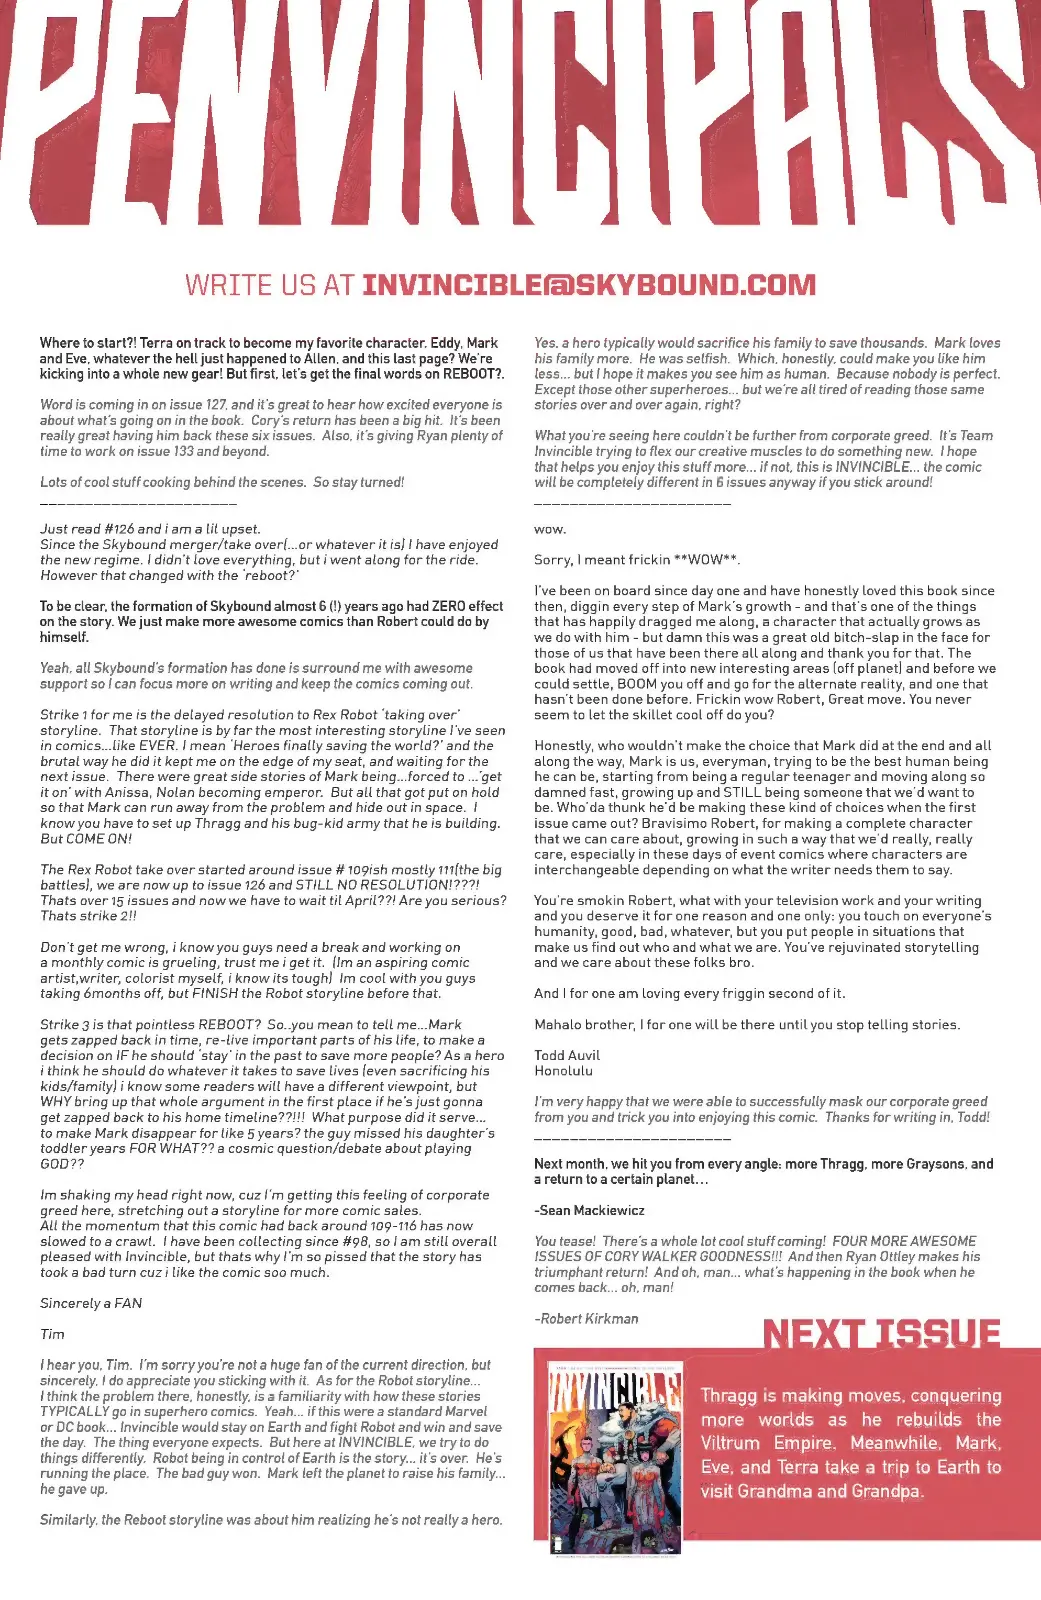 PENVINCIPALS
WRITE US AT INVINCIBLE@SKYBOUND.COM
Where to start?! Terra on track to become my favorite character. Eddy, Mark
and Eve, whatever the hell just happened to Allen, and this last page? We're
kicking into a whole new gear! But first, let's get the final words on REBOOT?.
Word is coming in on issue 127, and it's great to hear how excited everyone is
about what's going on in the book. Cory's return has been a big hit. It's been
really great having him back these six issues. Also, it's giving Ryan plenty of
time to work on issue 133 and beyond.
Lots of cool stuff cooking behind the scenes. So stay turned!
______________________
Just read #126 and i am a lil upset.
Since the Skybound merger/take over(...or whatever it is) I have enjoyed
the new regime. I didn't love everything, but i went along for the ride.
However that changed with the 'reboot?'
To be clear, the formation of Skybound almost 6 (!) years ago had ZERO effect
on the story. We just make more awesome comics than Robert could do by
himself.
Yeah, all Skybound's formation has done is surround me with awesome
support so I can focus more on writing and keep the comics coming out.
Strike 1 for me is the delayed resolution to Rex Robot 'taking over'
storyline. That storyline is by far the most interesting storyline I've seen
in comics...like EVER. I mean 'Heroes finally saving the world?' and the
brutal way he did it kept me on the edge of my seat, and waiting for the
next issue. There were great side stories of Mark being...forced to ...'get
it on' with Anissa, Nolan becoming emperor. But all that got put on hold
so that Mark can run away from the problem and hide out in space. I
know you have to set up Thragg and his bug-kid army that he is building.
But COME ON!
The Rex Robot take over started around issue # 109ish mostly 111(the big
battles), we are now up to issue 126 and STILL NO RESOLUTION!???!
Thats over 15 issues and now we have to wait til April??! Are you serious?
Thats strike 2!!
Don't get me wrong, i know you guys need a break and working on
a monthly comic is grueling, trust me i get it. (Im an aspiring comic
artist,writer, colorist myself, i know its tough) Im cool with you guys
taking 6months off, but FINISH the Robot storyline before that.
Strike 3 is that pointless REBOOT? So..you mean to tell me...Mark
gets zapped back in time, re-live important parts of his life, to make a
decision on IF he should 'stay' in the past to save more people? As a hero
i think he should do whatever it takes to save lives (even sacrificing his
kids/family) i know some readers will have a different viewpoint, but
WHY bring up that whole argument in the first place if he's just gonna
get zapped back to his home timeline??!!! What purpose did it serve...
to make Mark disappear for like 5 years? the guy missed his daughter's
toddler years FOR WHAT?? a cosmic question/debate about playing
GOD??
Im shaking my head right now, cuz I'm getting this feeling of corporate
greed here, stretching out a storyline for more comic sales.
All the momentum that this comic had back around 109-116 has now
slowed to a crawl. I have been collecting since #98, so I am still overall
pleased with Invincible, but thats why I'm so pissed that the story has
took a bad turn cuz i like the comic soo much.
Sincerely a FAN
Tim
I hear you, Tim. I'm sorry you're not a huge fan of the current direction, but
sincerely, I do appreciate you sticking with it. As for the Robot storyline...
I think the problem there, honestly, is a familiarity with how these stories
TYPICALLY go in superhero comics. Yeah... if this were a standard Marvel
or DC book... Invincible would stay on Earth and fight Robot and win and save
the day. The thing everyone expects. But here at INVINCIBLE, we try to do
things differently. Robot being in control of Earth is the story... it's over. He's
running the place. The bad guy won. Mark left the planet to raise his family...
he gave up.
Similarly, the Reboot storyline was about him realizing he's not really a hero.
Yes, a hero typically would sacrifice his family to save thousands. Mark loves
his family more. He was selfish. Which, honestly, could make you like him
less... but I hope it makes you see him as human. Because nobody is perfect.
Except those other superheroes... but we're all tired of reading those same
stories over and over again, right?
What you're seeing here couldn't be further from corporate greed. It's Team
Invincible trying to flex our creative muscles to do something new. I hope
that helps you enjoy this stuff more... if not, this is INVINCIBLE... the comic
will be completely different in 6 issues anyway if you stick around!
______________________
wow.
Sorry, I meant frickin **WOW**.
I've been on board since day one and have honestly loved this book since
then, diggin every step of Mark's growth - and that's one of the things
that has happily dragged me along, a character that actually grows as
we do with him - but damn this was a great old bitch-slap in the face for
those of us that have been there all along and thank you for that. The
book had moved off into new interesting areas (off planet) and before we
could settle, BOOM you off and go for the alternate reality, and one that
hasn't been done before. Frickin wow Robert, Great move. You never
seem to let the skillet cool off do you?
Honestly, who wouldn't make the choice that Mark did at the end and all
along the way, Mark is us, everyman, trying to be the best human being
he can be, starting from being a regular teenager and moving along so
damned fast, growing up and STILL being someone that we'd want to
be. Who'da thunk he'd be making these kind of choices when the first
issue came out? Bravisimo Robert, for making a complete character
that we can care about, growing in such a way that we'd really, really
care, especially in these days of event comics where characters are
interchangeable depending on what the writer needs them to say.
You're smokin Robert, what with your television work and your writing
and you deserve it for one reason and one only: you touch on everyone's
humanity, good, bad, whatever, but you put people in situations that
make us find out who and what we are. You've rejuvinated storytelling
and we care about these folks bro.
And I for one am loving every friggin second of it.
Mahalo brother, I for one will be there until you stop telling stories.
Todd Auvil
Honolulu
I'm very happy that we were able to successfully mask our corporate greed
from you and trick you into enjoying this comic. Thanks for writing in, Todd!
______________________
Next month, we hit you from every angle: more Thragg, more Graysons, and
a return to a certain planet...
-Sean Mackiewicz
You tease! There's a whole lot cool stuff coming! FOUR MORE AWESOME
ISSUES OF CORY WALKER GOODNESS!!! And then Ryan Ottley makes his
triumphant return! And oh, man... what's happening in the book when he
comes back... oh, man!
-Robert Kirkman
NEXT ISSUE
INVINCIBLE
Thragg is making moves, conquering
more worlds as he rebuilds the
Viltrum Empire. Meanwhile, Mark,
Eve, and Terra take a trip to Earth to
visit Grandma and Grandpa.